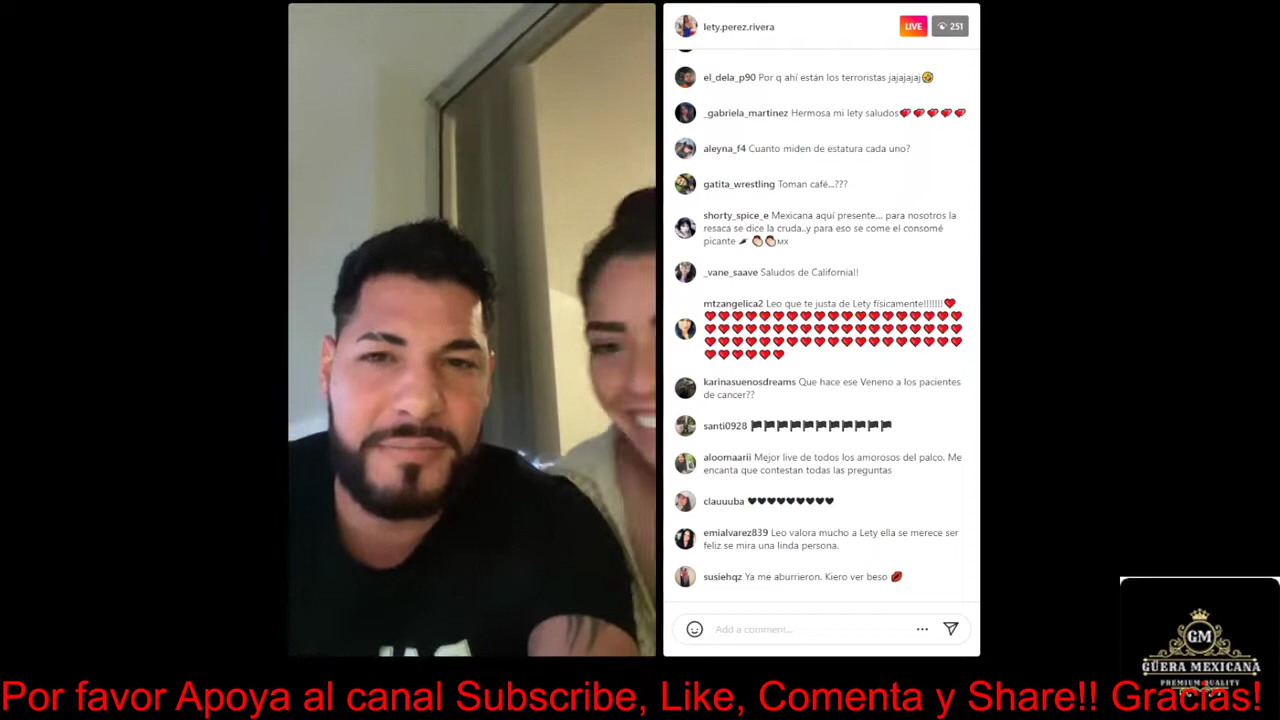 lety.perez.rivera
LIVE
251
el_dela_p90 Por q ahí están los terroristas jajajajaj🤣
_gabriela_martinez Hermosa mi lety saludos💕💕💕💕💕
aleyna_f4 Cuanto miden de estatura cada uno?
gatita_wrestling Toman café...???
shorty_spice_e Mexicana aquí presente... para nosotros la
resaca se dice la cruda..y para eso se come el consomé
picante
MX
_vane_saave Saludos de California!!
mtzangelica2 Leo que te justa de Lety físicamente!!!!!!!❤
karinasuenosdreams Que hace ese Veneno a los pacientes
de cancer??
santi0928 🏴🏴🏴🏴🏴🏴🏴🏴🏴🏴🏴
aloomaarii Mejor live de todos los amorosos del palco. Me
encanta que contestan todas las preguntas
clauuuba 🖤🖤🖤🖤🖤🖤🖤🖤🖤
emialvarez839 Leo valora mucho a Lety ella se merece ser
feliz se mira una linda persona.
susiehqz Ya me aburrieron. Kiero ver beso 💋
Add a comment...
GM
GÜERA MEXICANA
PREMIUM QUALITY
Por favor Apoya al canal Subscribe, Like, Comenta y Share!! Gracias!